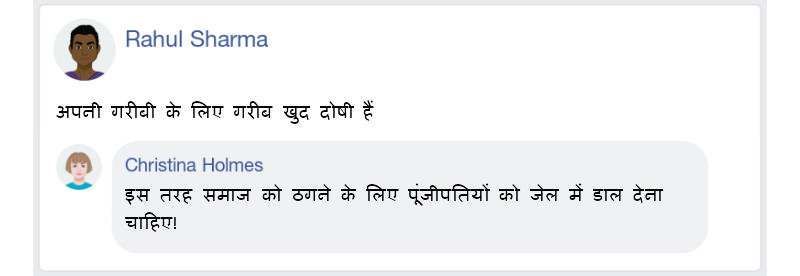 Rahul Sharma
अपनी गरीबी के लिए गरीब खुद दोषी हैं
Christina Holmes
इस तरह समाज को ठगने के लिए पूंजीपतियों को जेल में डाल देना
चाहिए!